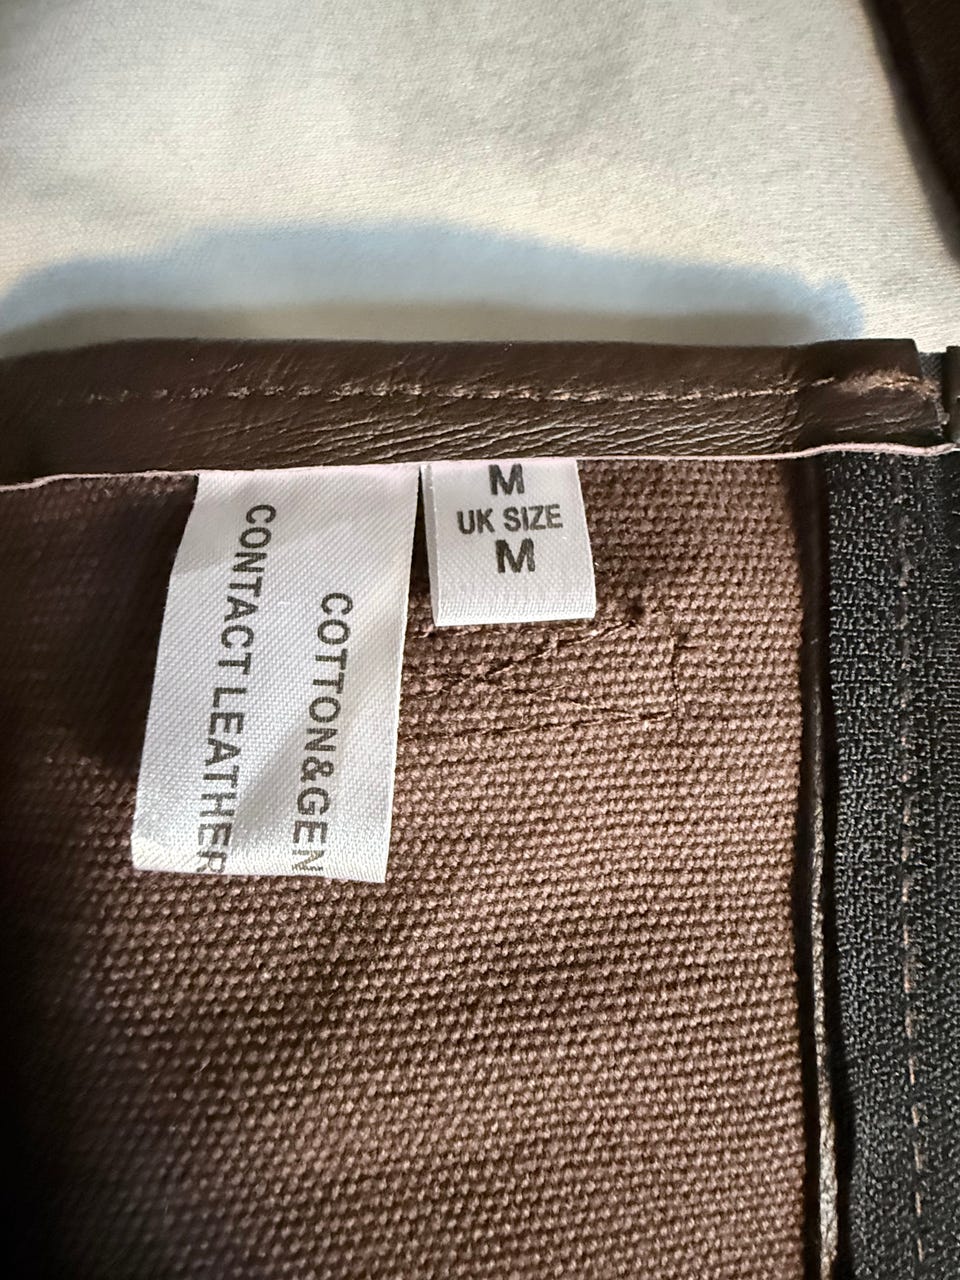 COTTON&GEN
CONTACT LEATHER
M
UK SIZE
M